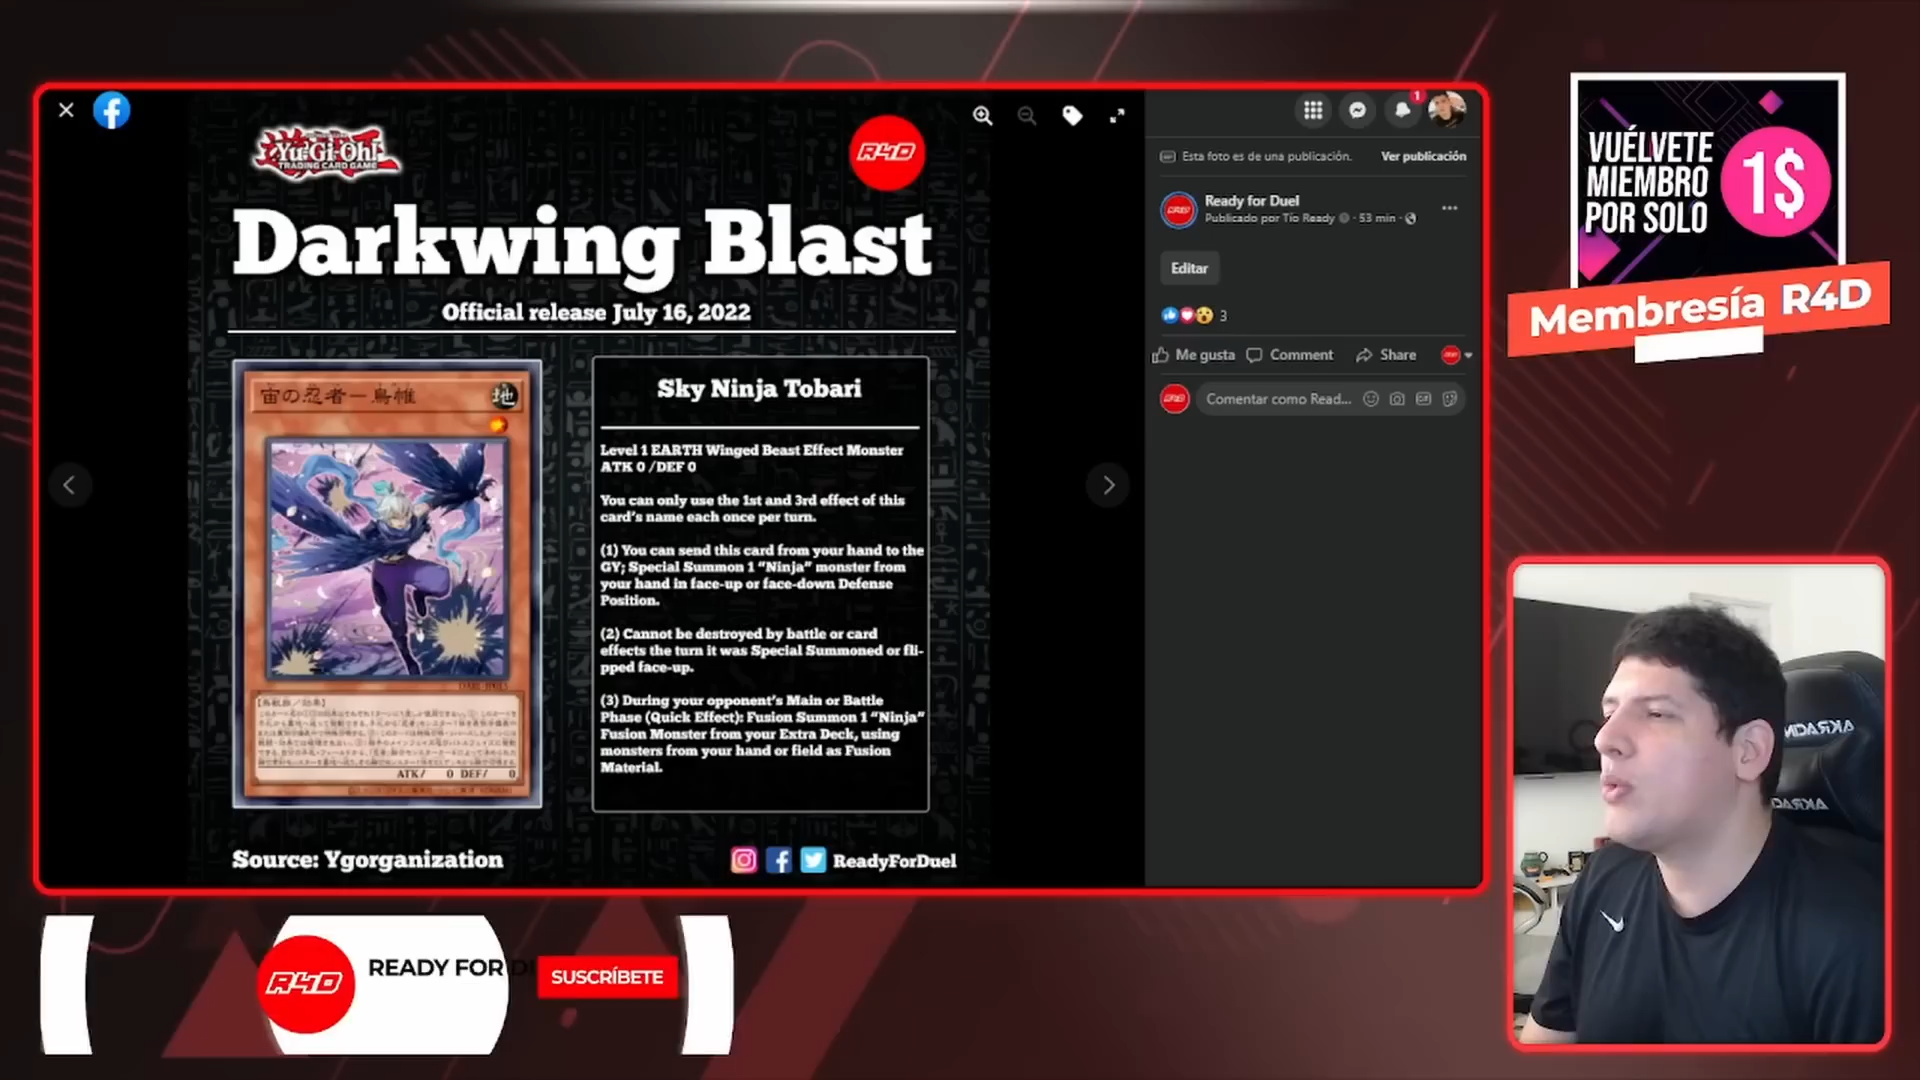 Yu-Gi-Oh!
TRADING CARD GAME
R4D
Darkwing Blast
Official release July 16, 2022
宙の忍者－鳥帷
地
ATK/ 0 DEF/ 0
Sky Ninja Tobari
Level 1 EARTH Winged Beast Effect Monster
ATK 0 /DEF 0
You can only use the 1st and 3rd effect of this
card's name each once per turn.
(1) You can send this card from your hand to the
GY; Special Summon 1 “Ninja” monster from
your hand in face-up or face-down Defense
Position.
(2) Cannot be destroyed by battle or card
effects the turn it was Special Summoned or fli-
pped face-up.
(3) During your opponent's Main or Battle
Phase (Quick Effect): Fusion Summon 1 “Ninja”
Fusion Monster from your Extra Deck, using
monsters from your hand or field as Fusion
Material.
Source: Ygorganization
ReadyForDuel
1
Esta foto es de una publicación.
Ver publicación
Ready for Duel
Publicado por Tío Ready · 53 min ·
Editar
3
Me gusta
Comment
Share
Comentar como Read...
VUÉLVETE
MIEMBRO
POR SOLO
1$
Membresía R4D
R4D
READY FOR D
SUSCRÍBETE
AKRACING
AKRAC